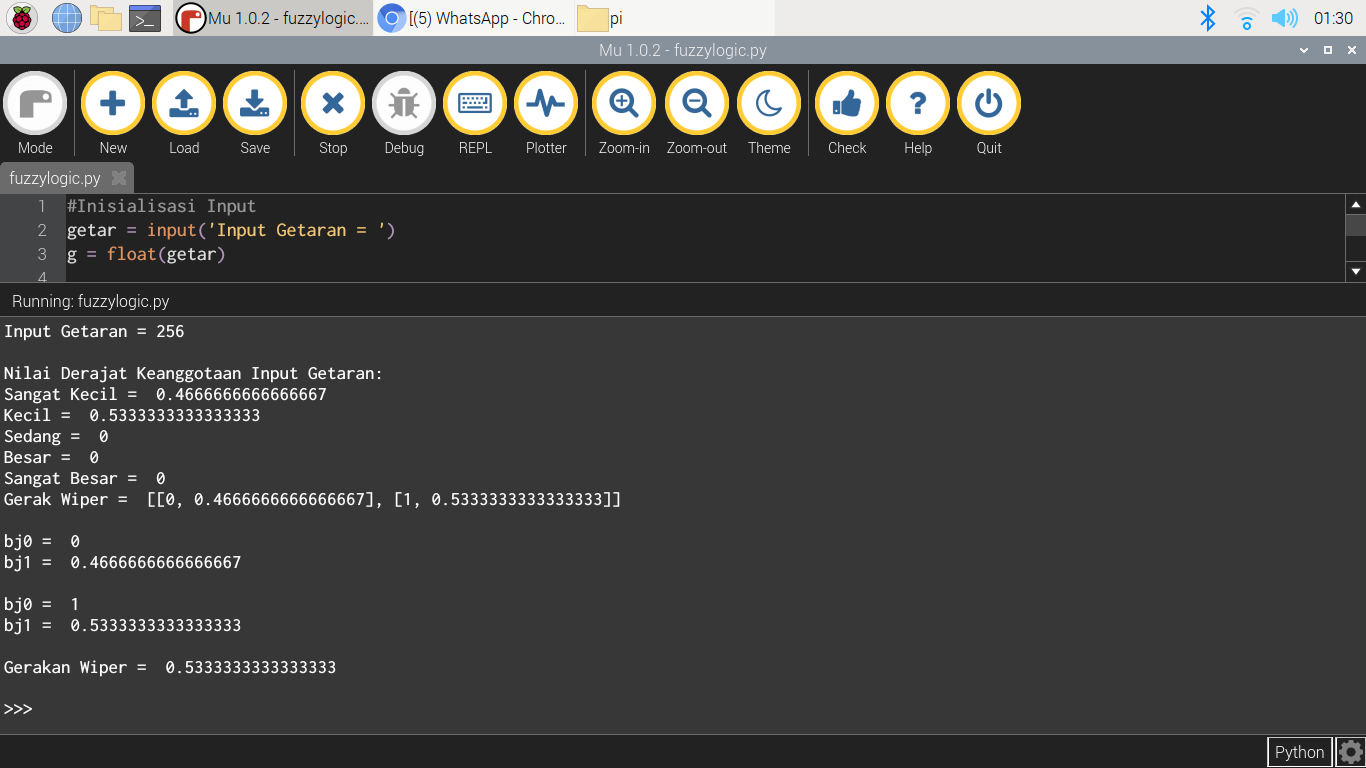 Mu 1.0.2 - fuzzylogic.... [(5) WhatsApp - Chro... pi 01:30
Mu 1.0.2 - fuzzylogic.py
Mode New Load Save Stop Debug REPL Plotter Zoom-in Zoom-out Theme Check Help Quit
fuzzylogic.py
1 #Inisialisasi Input
2 getar = input('Input Getaran = ')
3 g = float(getar)
4
Running: fuzzylogic.py
Input Getaran = 256
Nilai Derajat Keanggotaan Input Getaran:
Sangat Kecil =  0.4666666666666667
Kecil =  0.5333333333333333
Sedang =  0
Besar =  0
Sangat Besar =  0
Gerak Wiper =  [[0, 0.4666666666666667], [1, 0.5333333333333333]]
bj0 =  0
bj1 =  0.4666666666666667
bj0 =  1
bj1 =  0.5333333333333333
Gerakan Wiper =  0.5333333333333333
>>>
Python